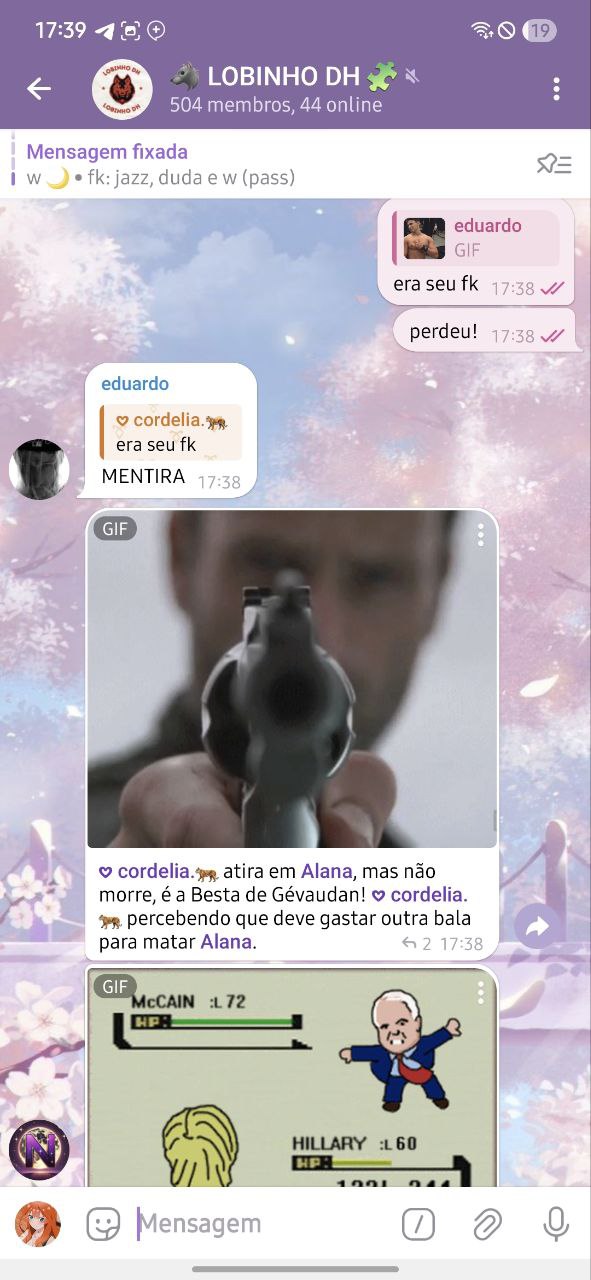 17:39
19
LOBINHO DH
LOBINHO DH
🐺 LOBINHO DH 🧩
504 membros, 44 online
Mensagem fixada
w 🌙 • fk: jazz, duda e w (pass)
eduardo
GIF
era seu fk 17:38
perdeu! 17:38
eduardo
♡ cordelia.🐅
era seu fk
MENTIRA 17:38
GIF
♡ cordelia.🐅 atira em Alana, mas não
morre, é a Besta de Gévaudan! ♡ cordelia.
🐅 percebendo que deve gastar outra bala
para matar Alana. 2 17:38
GIF
McCAIN :L72
HP:
HILLARY :L60
HP:
N
Mensagem